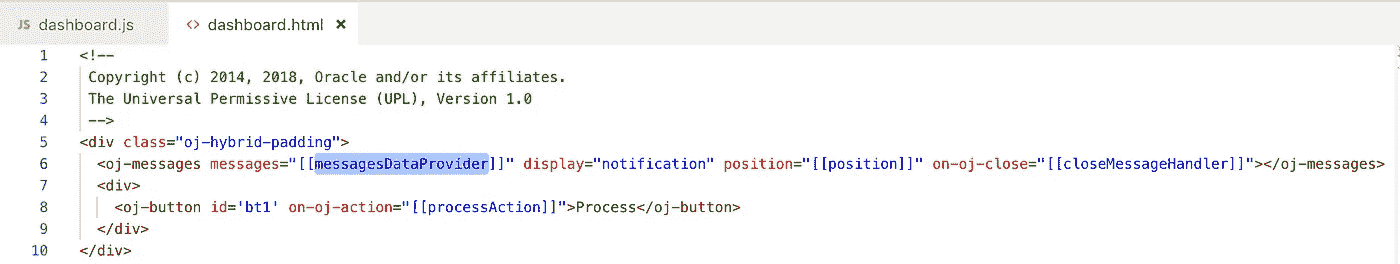 JS dashboard.js <> dashboard.html ×
1 <!--
2 Copyright (c) 2014, 2018, Oracle and/or its affiliates.
3 The Universal Permissive License (UPL), Version 1.0
4 -->
5 <div class="oj-hybrid-padding">
6 <oj-messages messages="[[messagesDataProvider]]" display="notification" position="[[position]]" on-oj-close="[[closeMessageHandler]]"></oj-messages>
7 <div>
8 <oj-button id='bt1' on-oj-action="[[processAction]]">Process</oj-button>
9 </div>
10 </div>